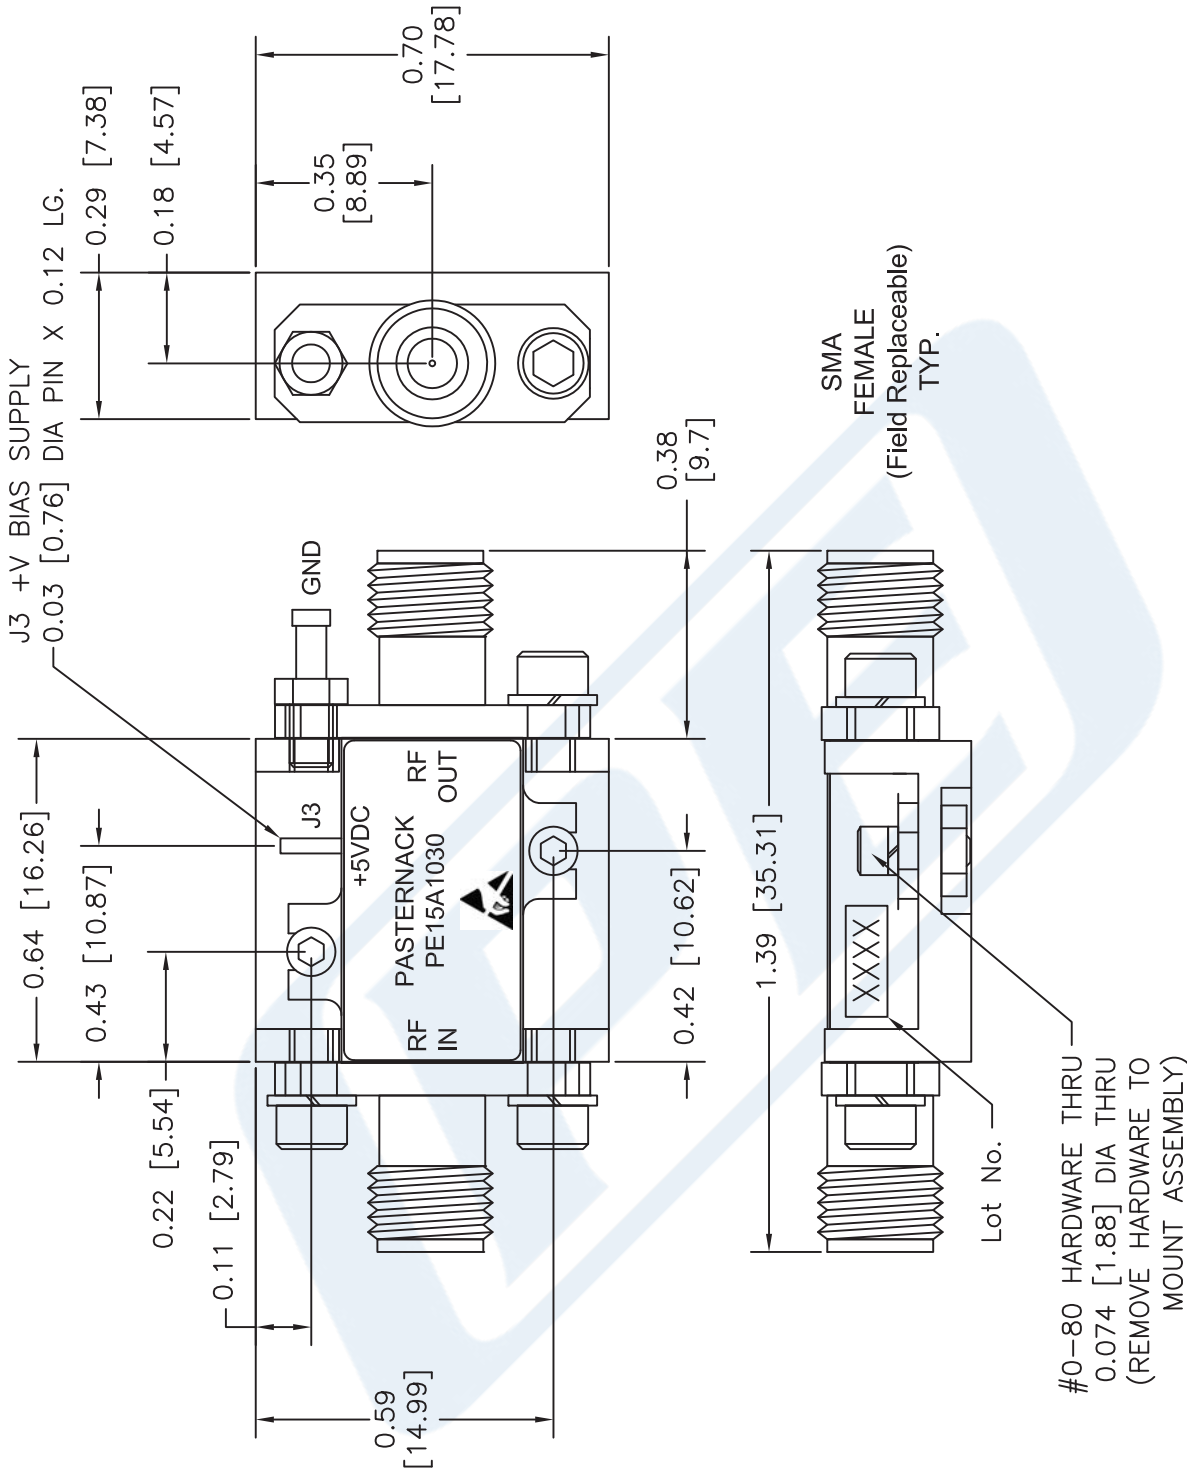 J3 +V BIAS SUPPLY
0.03 [0.76] DIA PIN X 0.12 LG.
0.29 [7.38]
0.18 [4.57]
0.70
[17.78]
0.35
[8.89]
0.64 [16.26]
0.43 [10.87]
0.22 [5.54]
0.11 [2.79]
0.59
[14.99]
GND
J3
+5VDC
PASTERNACK
PE15A1030
RF
IN
RF
OUT
0.38
[9.7]
0.42 [10.62]
1.39 [35.31]
SMA
FEMALE
(Field Replaceable)
TYP.
XXXX
Lot No.
#0-80 HARDWARE THRU
0.074 [1.88] DIA THRU
(REMOVE HARDWARE TO
MOUNT ASSEMBLY)
PE